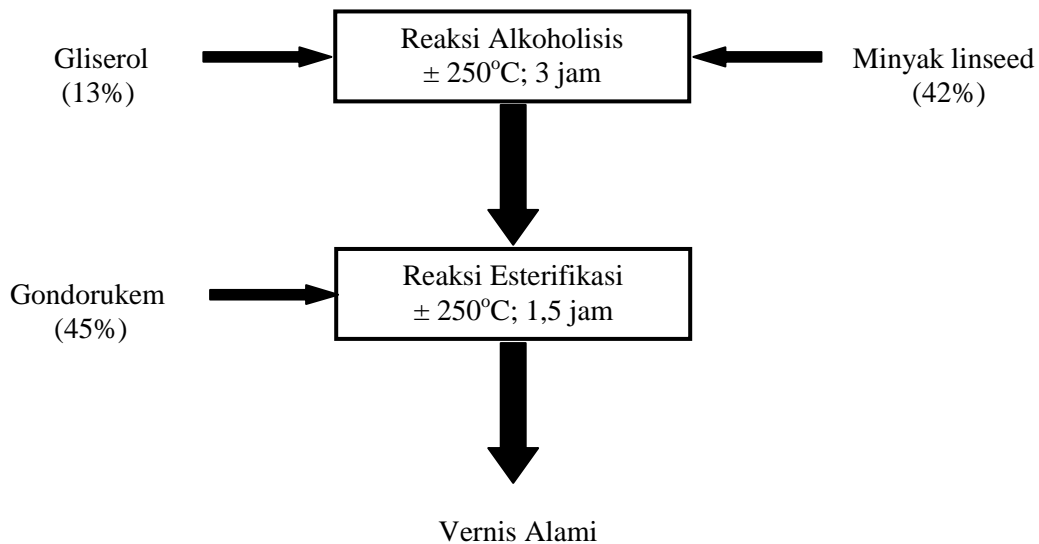 Gliserol
(13%)
Reaksi Alkoholisis
± 250°C; 3 jam
Minyak linseed
(42%)
Gondorukem
(45%)
Reaksi Esterifikasi
± 250°C; 1,5 jam
Vernis Alami